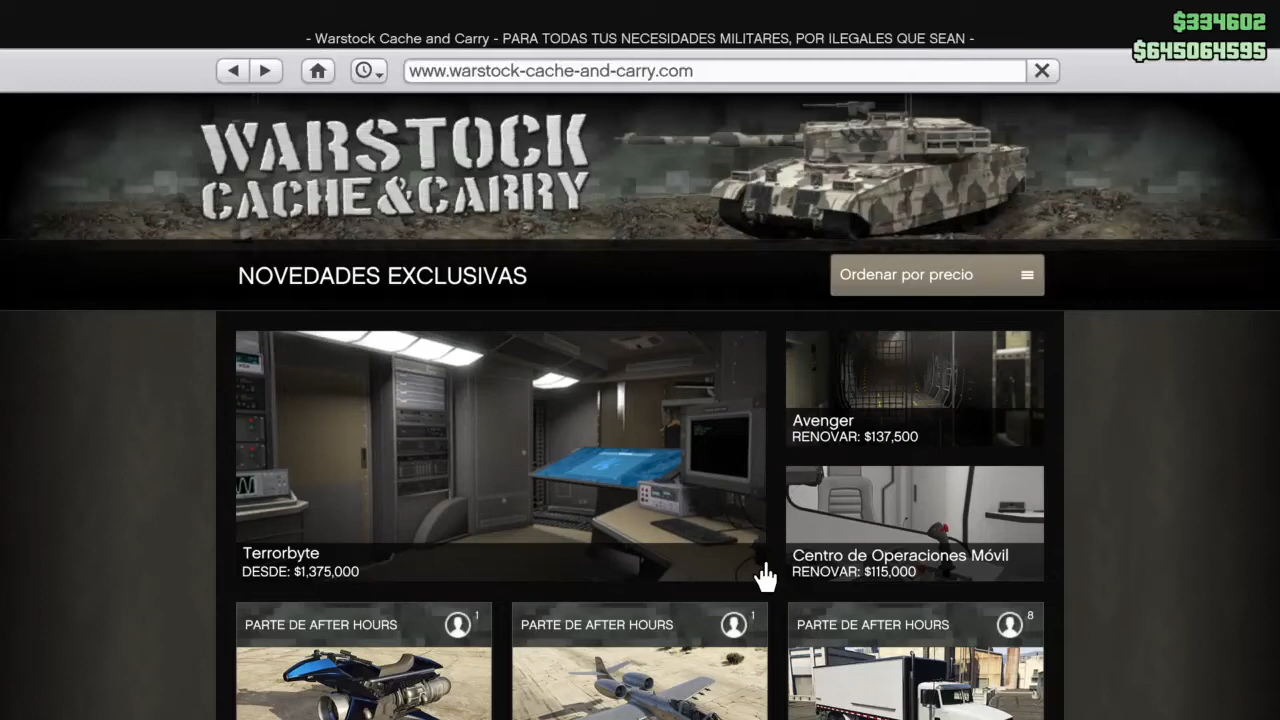 - Warstock Cache and Carry - PARA TODAS TUS NECESIDADES MILITARES, POR ILEGALES QUE SEAN -
$334602
$645064595
www.warstock-cache-and-carry.com
WARSTOCK
CACHE&CARRY
NOVEDADES EXCLUSIVAS
Ordenar por precio
Terrorbyte
DESDE: $1,375,000
Avenger
RENOVAR: $137,500
Centro de Operaciones Móvil
RENOVAR: $115,000
PARTE DE AFTER HOURS 1
PARTE DE AFTER HOURS 1
PARTE DE AFTER HOURS 8